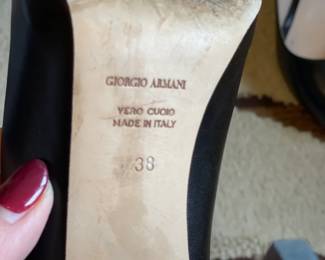 GIORGIO ARMANI
VERO CUOIO
MADE IN ITALY
38